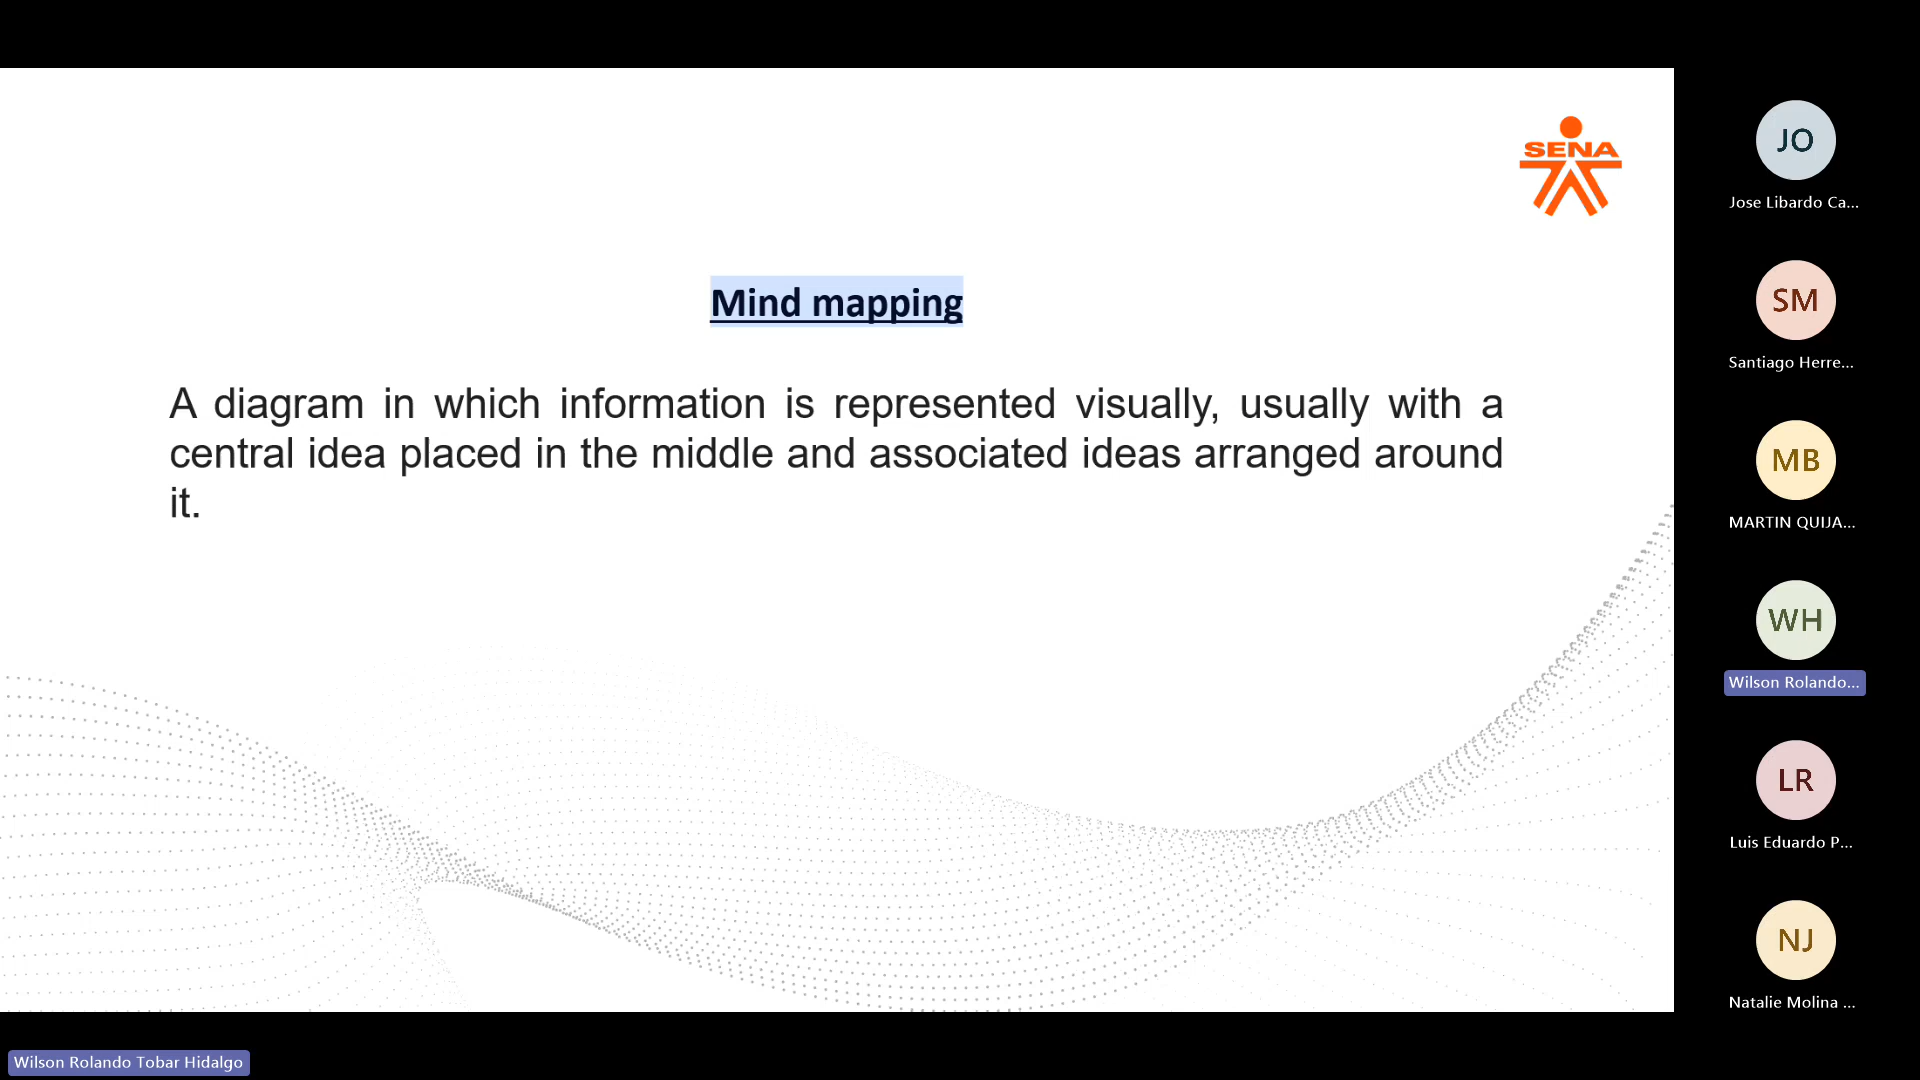 SENA
Mind mapping
A diagram in which information is represented visually, usually with a
central idea placed in the middle and associated ideas arranged around
it.
JO
Jose Libardo Ca...
SM
Santiago Herre...
MB
MARTIN QUIJA...
WH
Wilson Rolando...
LR
Luis Eduardo P...
NJ
Natalie Molina ...
Wilson Rolando Tobar Hidalgo